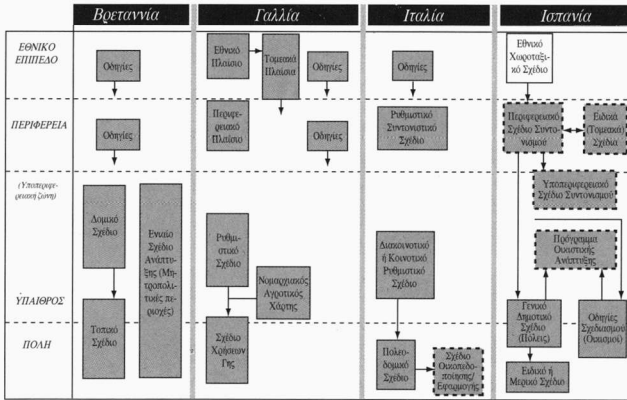 Βρεταννία
Γαλλία
Ιταλία
Ισπανία
ΕΘΝΙΚΟ
ΕΠΙΠΕΔΟ
Οδηγίες
Εθνικό
Πλαίσιο
Τομεακά
Πλαίσια
Οδηγίες
Οδηγίες
Εθνικό
Χωροταξι-
κό Σχέδιο
ΠΕΡΙΦΕΡΕΙΑ
Οδηγίες
Περιφε-
ρειακό
Πλαίσιο
Οδηγίες
Ρυθμιστικό
Συντονιστικό
Σχέδιο
Περιφερειακό
Σχέδιο Συντο-
νισμού
Ειδικά
(Τομεακά)
Σχέδια
(Υποπεριφε-
ρειακή ζώνη)
Υποπεριφερειακό
Σχέδιο Συντονισμού
Δομικό
Σχέδιο
Ενιαίο
Σχέδιο
Ανάπτυ-
ξης (Μη-
τροπολι-
τικές πε-
ριοχές)
Ρυθμι-
στικό
Σχέδιο
Διακοινοτικό
ή Κοινοτικό
Ρυθμιστικό
Σχέδιο
Πρόγραμμα
Οικιστικής
Ανάπτυξης
Νομαρχιακός
Αγροτικός
Χάρτης
ΥΠΑΙΘΡΟΣ
Τοπικό
Σχέδιο
Γενικό
Δημοτικό
Σχέδιο
(Πόλεις)
Οδηγίες
Σχεδιασμού
(Οικισμοί)
ΠΟΛΗ
Σχέδιο
Χρήσεων
Γης
Πολεο-
δομικό
Σχέδιο
Σχέδιο
Οικοπεδο-
ποίησης/
Εφαρμογής
Ειδικό ή
Μερικό Σχέδιο